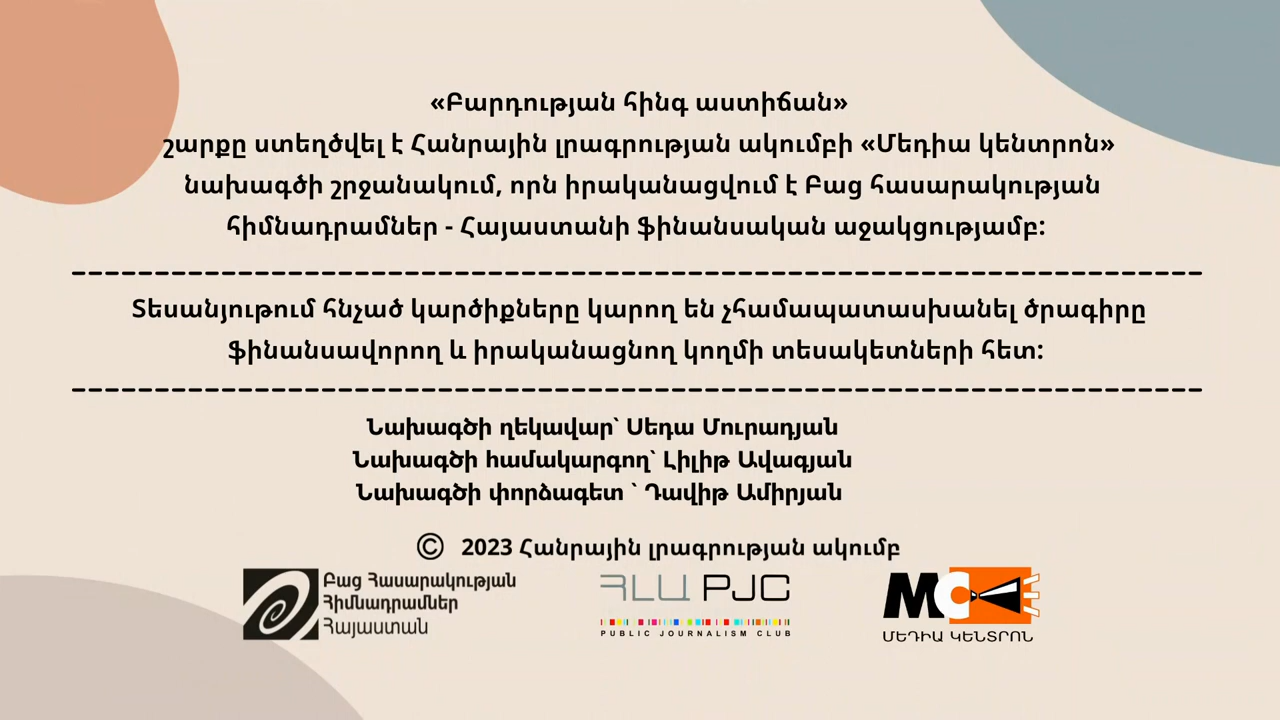 «Բարդության հինգ աստիճան»
շարքը ստեղծվել է Հանրային լրագրության ակումբի «Մեդիա կենտրոն»
նախագծի շրջանակում, որն իրականացվում է Բաց հասարակության
հիմնադրամներ - Հայաստանի ֆինանսական աջակցությամբ:
Տեսանյութում հնչած կարծիքները կարող են չհամապատասխանել ծրագիրը
ֆինանսավորող և իրականացնող կողմի տեսակետների հետ:
Նախագծի ղեկավար՝ Սեդա Մուրադյան
Նախագծի համակարգող՝ Լիլիթ Ավագյան
Նախագծի փորձագետ ՝ Դավիթ Ամիրյան
© 2023 Հանրային լրագրության ակումբ
Բաց Հասարակության
Հիմնադրամներ
Հայաստան
ՀԼԱ PJC
PUBLIC JOURNALISM CLUB
MC
ՄԵԴԻԱ ԿԵՆՏՐՈՆ